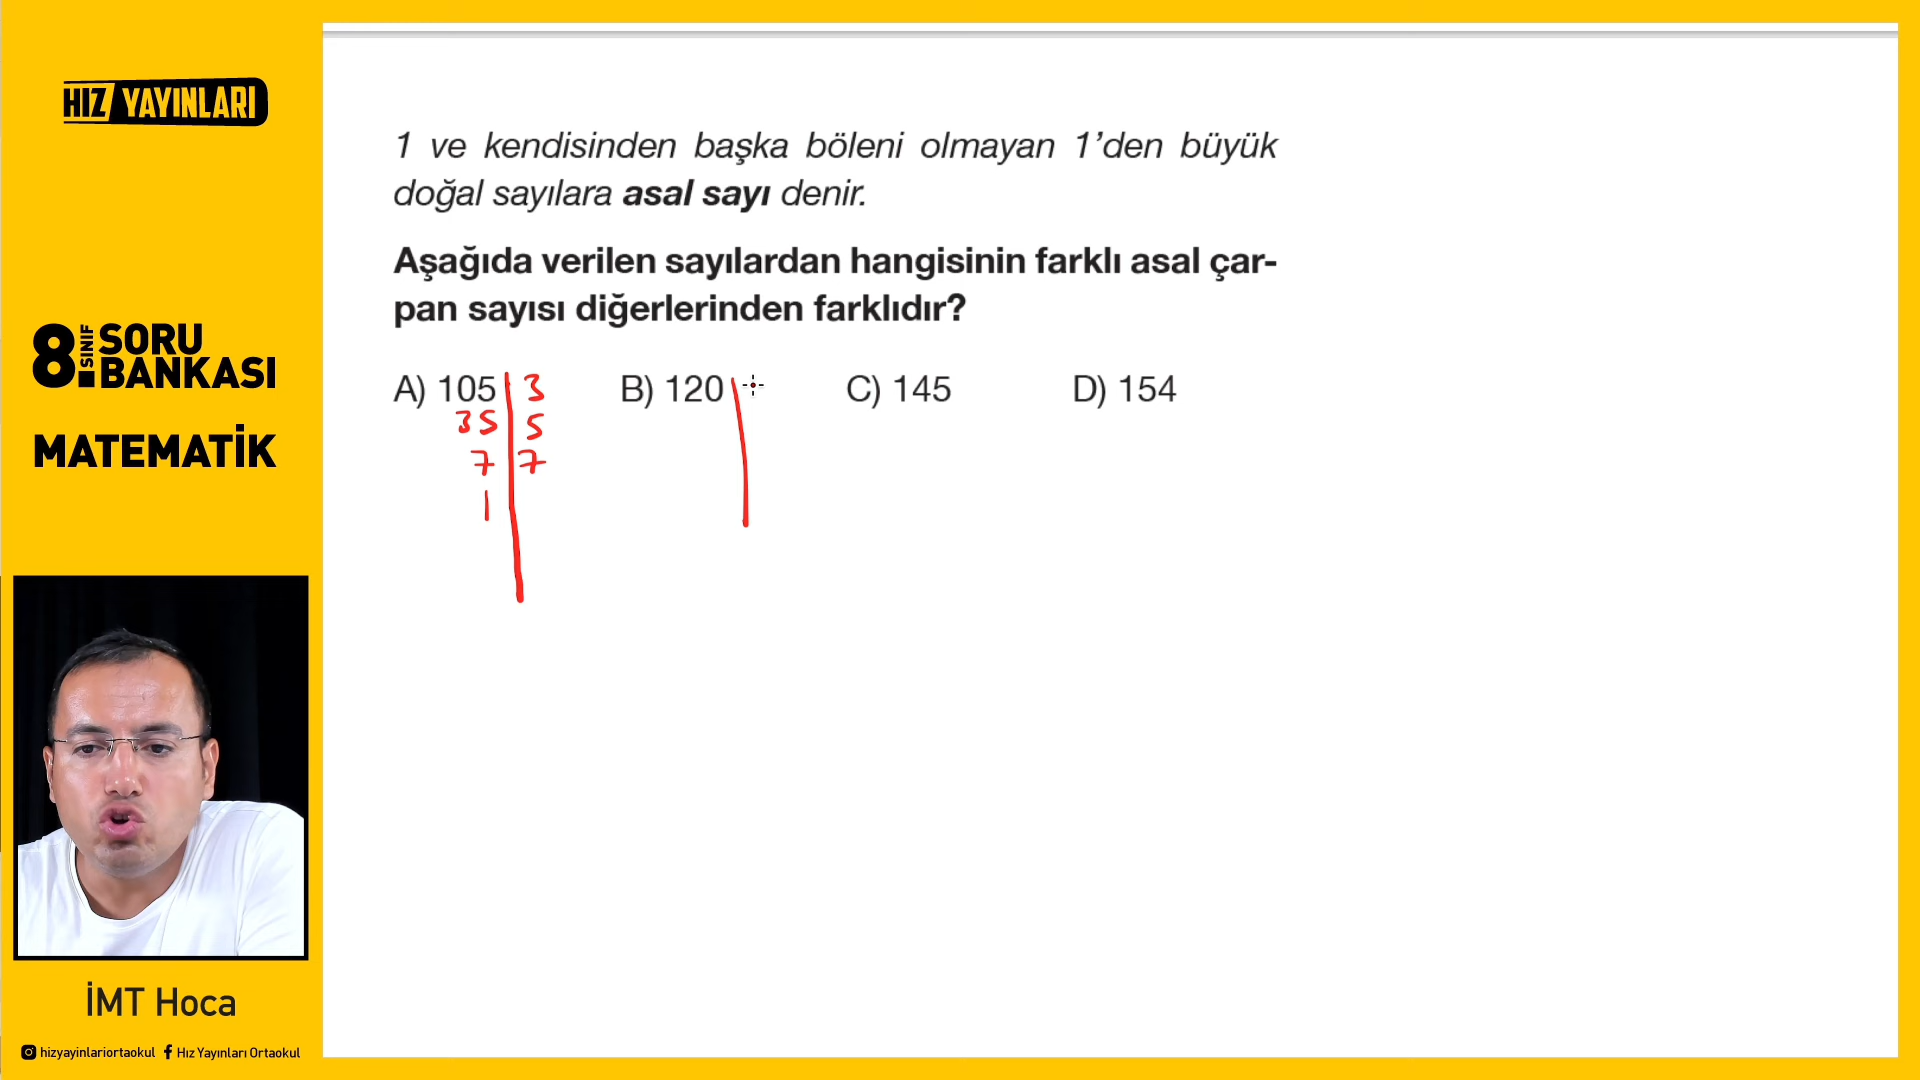 HIZ YAYINLARI
8. SINIF SORU BANKASI
MATEMATİK
1 ve kendisinden başka böleni olmayan 1’den büyük
doğal sayılara asal sayı denir.
Aşağıda verilen sayılardan hangisinin farklı asal çar-
pan sayısı diğerlerinden farklıdır?
A) 105 3 B) 120 C) 145 D) 154
35 5
7 7
1
İMT Hoca
hizyayinlariortaokul Hız Yayınları Ortaokul